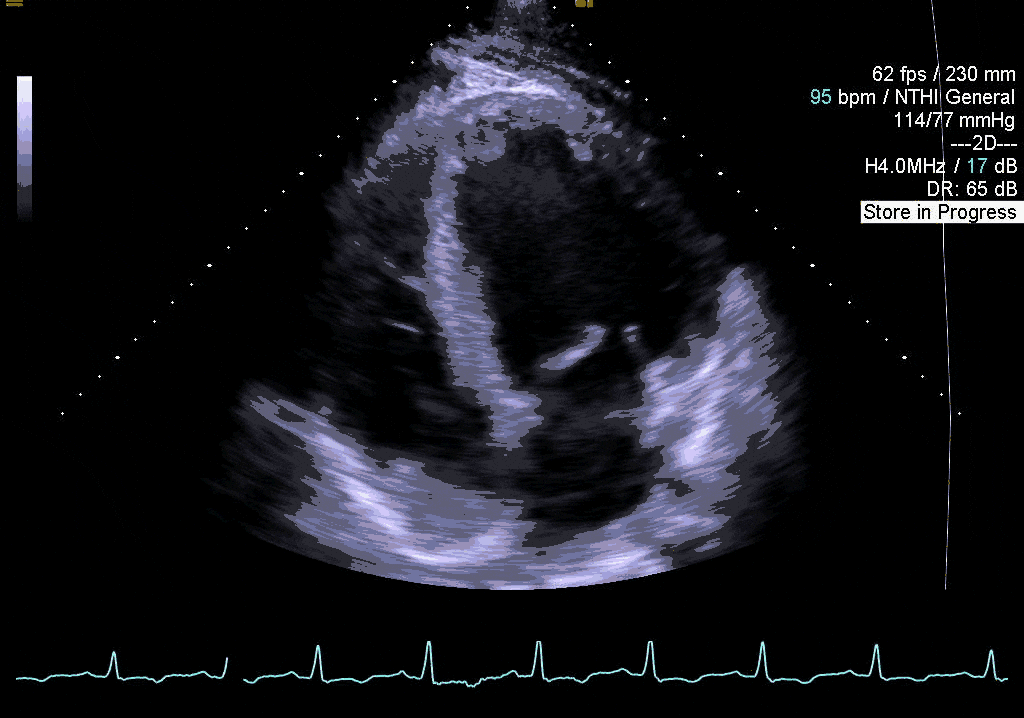 62 fps / 230 mm
95 bpm / NTHI General
114/77 mmHg
---2D---
H4.0MHz / 17 dB
DR: 65 dB
Store in Progress